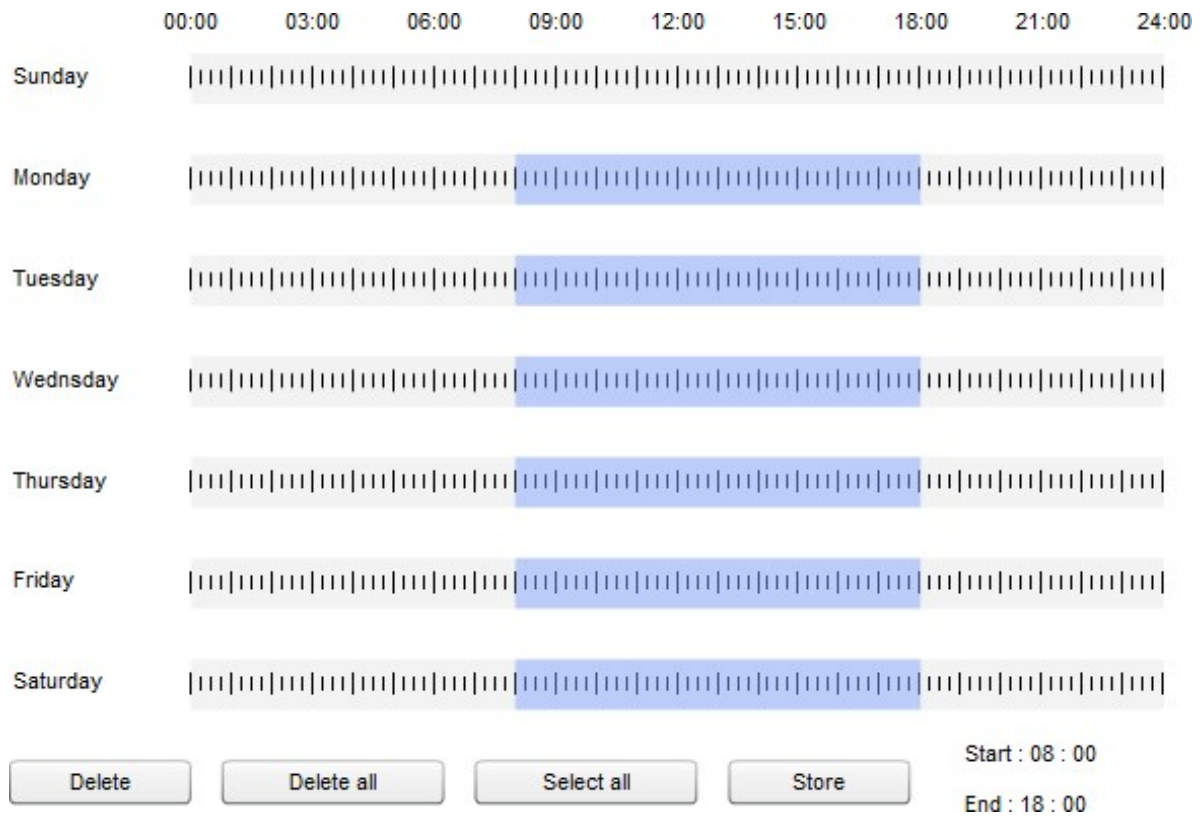 00:00 03:00 06:00 09:00 12:00 15:00 18:00 21:00 24:00
Sunday
Monday
Tuesday
Wednsday
Thursday
Friday
Saturday
Delete Delete all Select all Store
Start : 08 : 00
End : 18 : 00